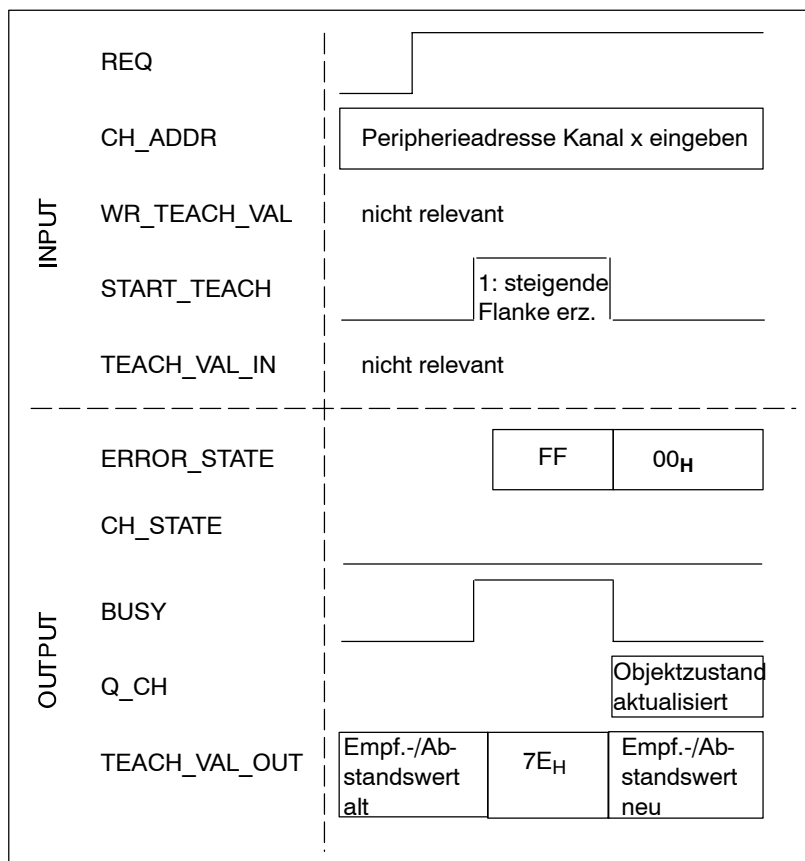 INPUT
REQ
CH_ADDR
Peripherieadresse Kanal x eingeben
WR_TEACH_VAL
nicht relevant
START_TEACH
1: steigende
Flanke erz.
TEACH_VAL_IN
nicht relevant
OUTPUT
ERROR_STATE
FF
00H
CH_STATE
BUSY
Q_CH
Objektzustand
aktualisiert
TEACH_VAL_OUT
Empf.-/Ab-
standswert
alt
7EH
Empf.-/Ab-
standswert
neu